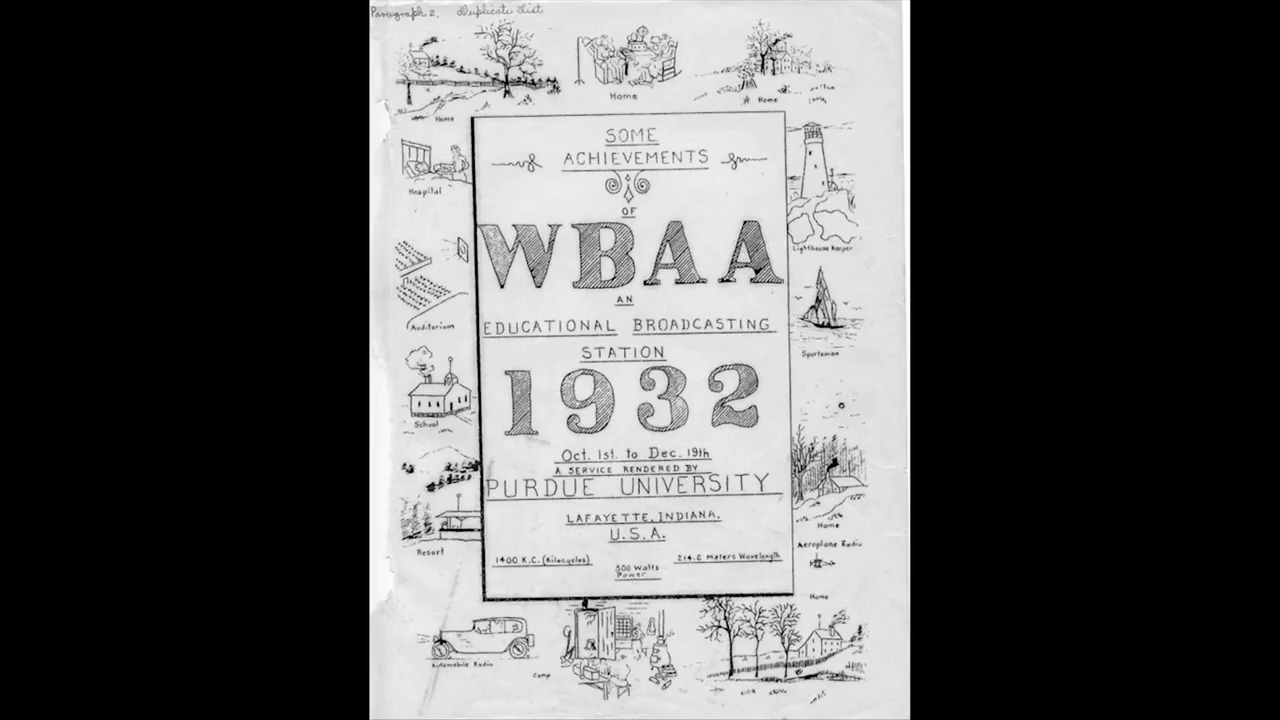 Paragraph 2. Duplicate List
Home
Home
Home
SOME
ACHIEVEMENTS
OF
WBAA
AN
EDUCATIONAL BROADCASTING
STATION
1932
Oct. 1st. to Dec. 19th
A SERVICE RENDERED BY
PURDUE UNIVERSITY
LAFAYETTE, INDIANA.
U.S.A.
1400 K.C. (Kilocycles)
500 Watts
Power
214.2 Meters Wavelength
Hospital
Auditorium
School
Resort
Lighthouse Keeper
Sportsman
Home
Aeroplane Radio
Home
Automobile Radio
Camp